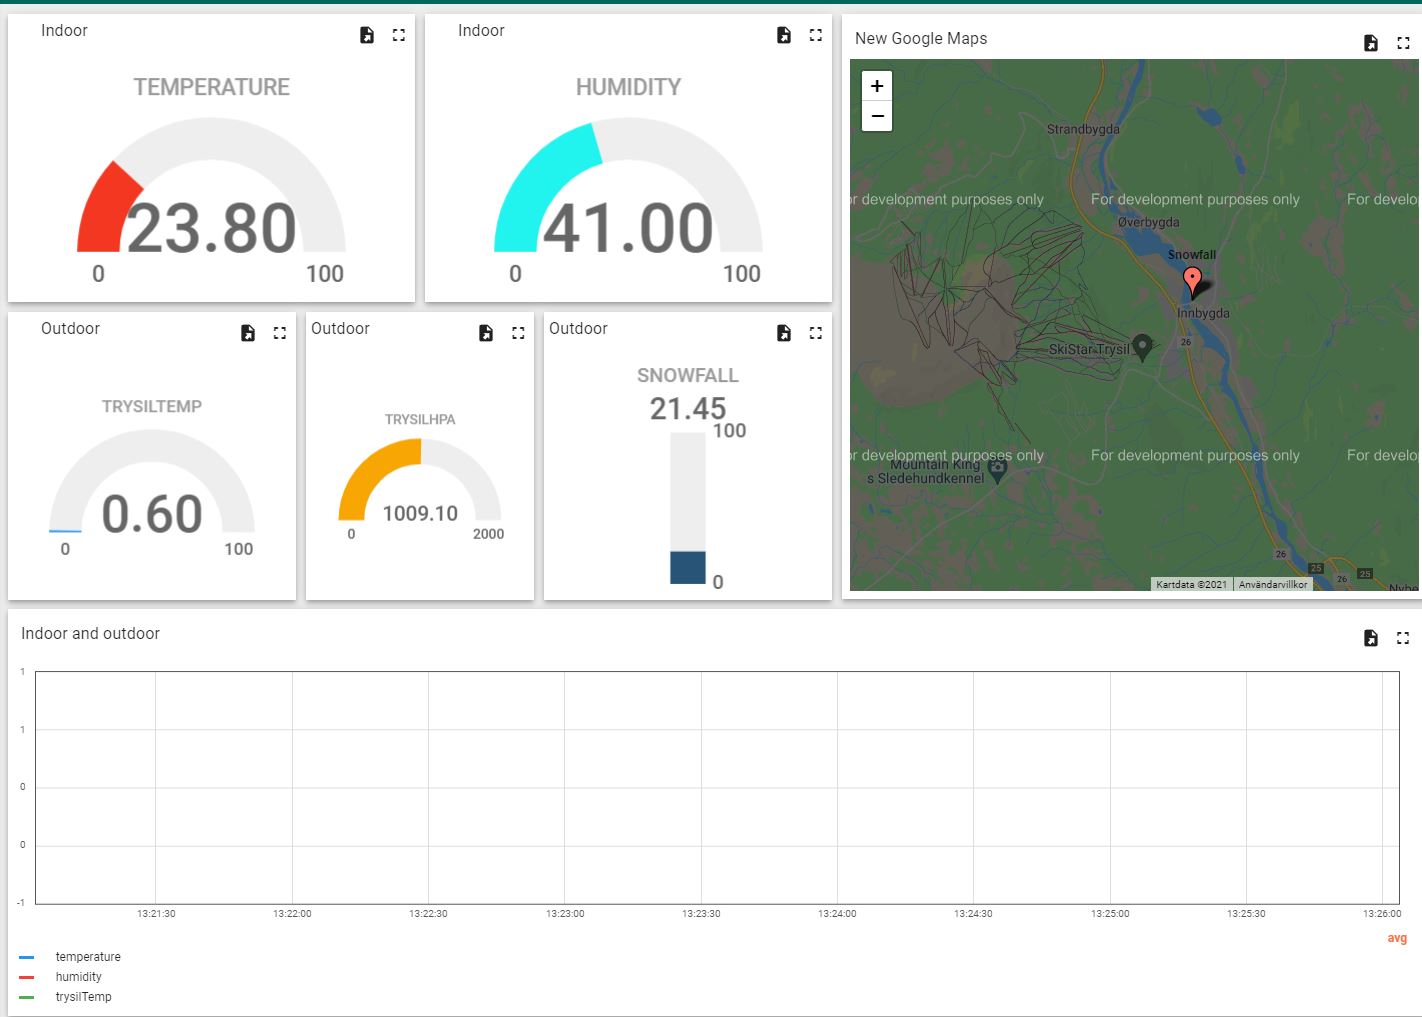 Indoor
TEMPERATURE
23.80
0
100
Indoor
HUMIDITY
41.00
0
100
New Google Maps
+
−
Strandbygda
or development purposes only
For development purposes only
For develo
Øverbygda
Snowfall
Innbygda
26
SkiStar Trysil
or development purposes only
For development purposes only
For develo
Mountain King
s Sledehundkennel
26
25
26
25
Nybe
Kartdata ©2021
Användarvillkor
Outdoor
TRYSILTEMP
0.60
0
100
Outdoor
TRYSILHPA
1009.10
0
2000
Outdoor
SNOWFALL
21.45
100
0
Indoor and outdoor
1
1
0
0
-1
13:21:30
13:22:00
13:22:30
13:23:00
13:23:30
13:24:00
13:24:30
13:25:00
13:25:30
13:26:00
avg
temperature
humidity
trysilTemp